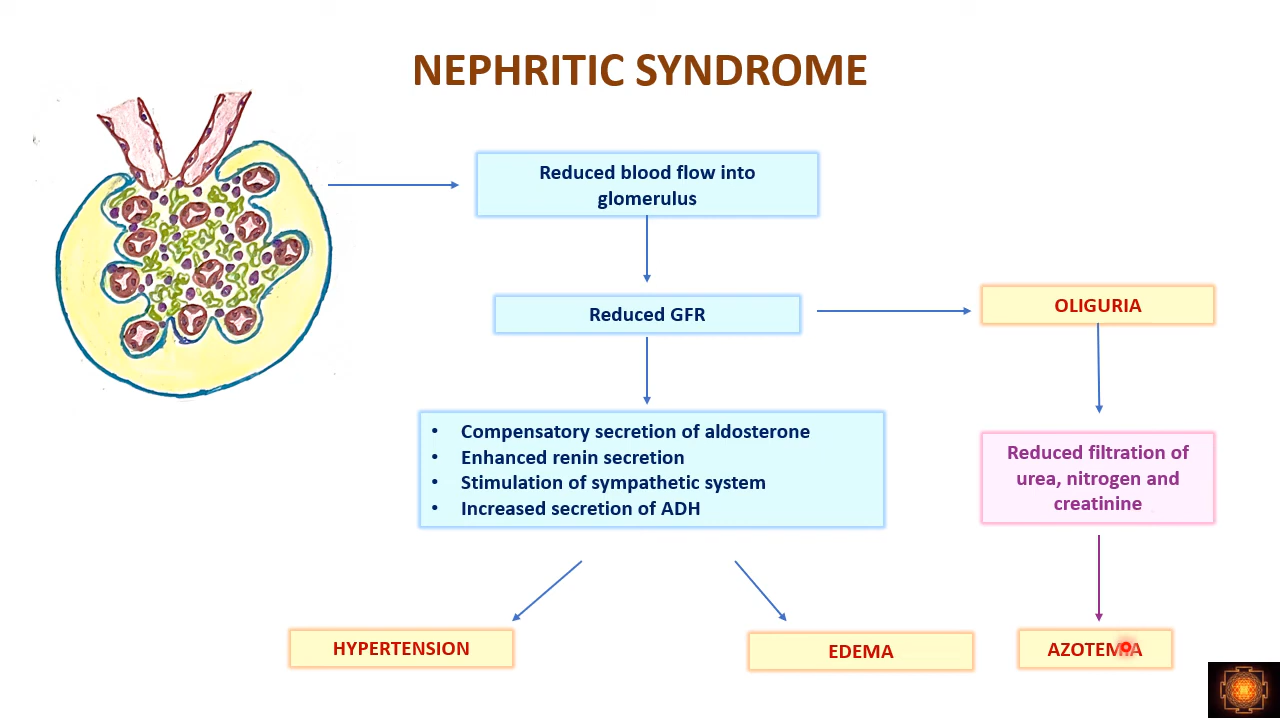 NEPHRITIC SYNDROME
Reduced blood flow into
glomerulus
Reduced GFR
OLIGURIA
• Compensatory secretion of aldosterone
• Enhanced renin secretion
• Stimulation of sympathetic system
• Increased secretion of ADH
Reduced filtration of
urea, nitrogen and
creatinine
HYPERTENSION
EDEMA
AZOTEMIA